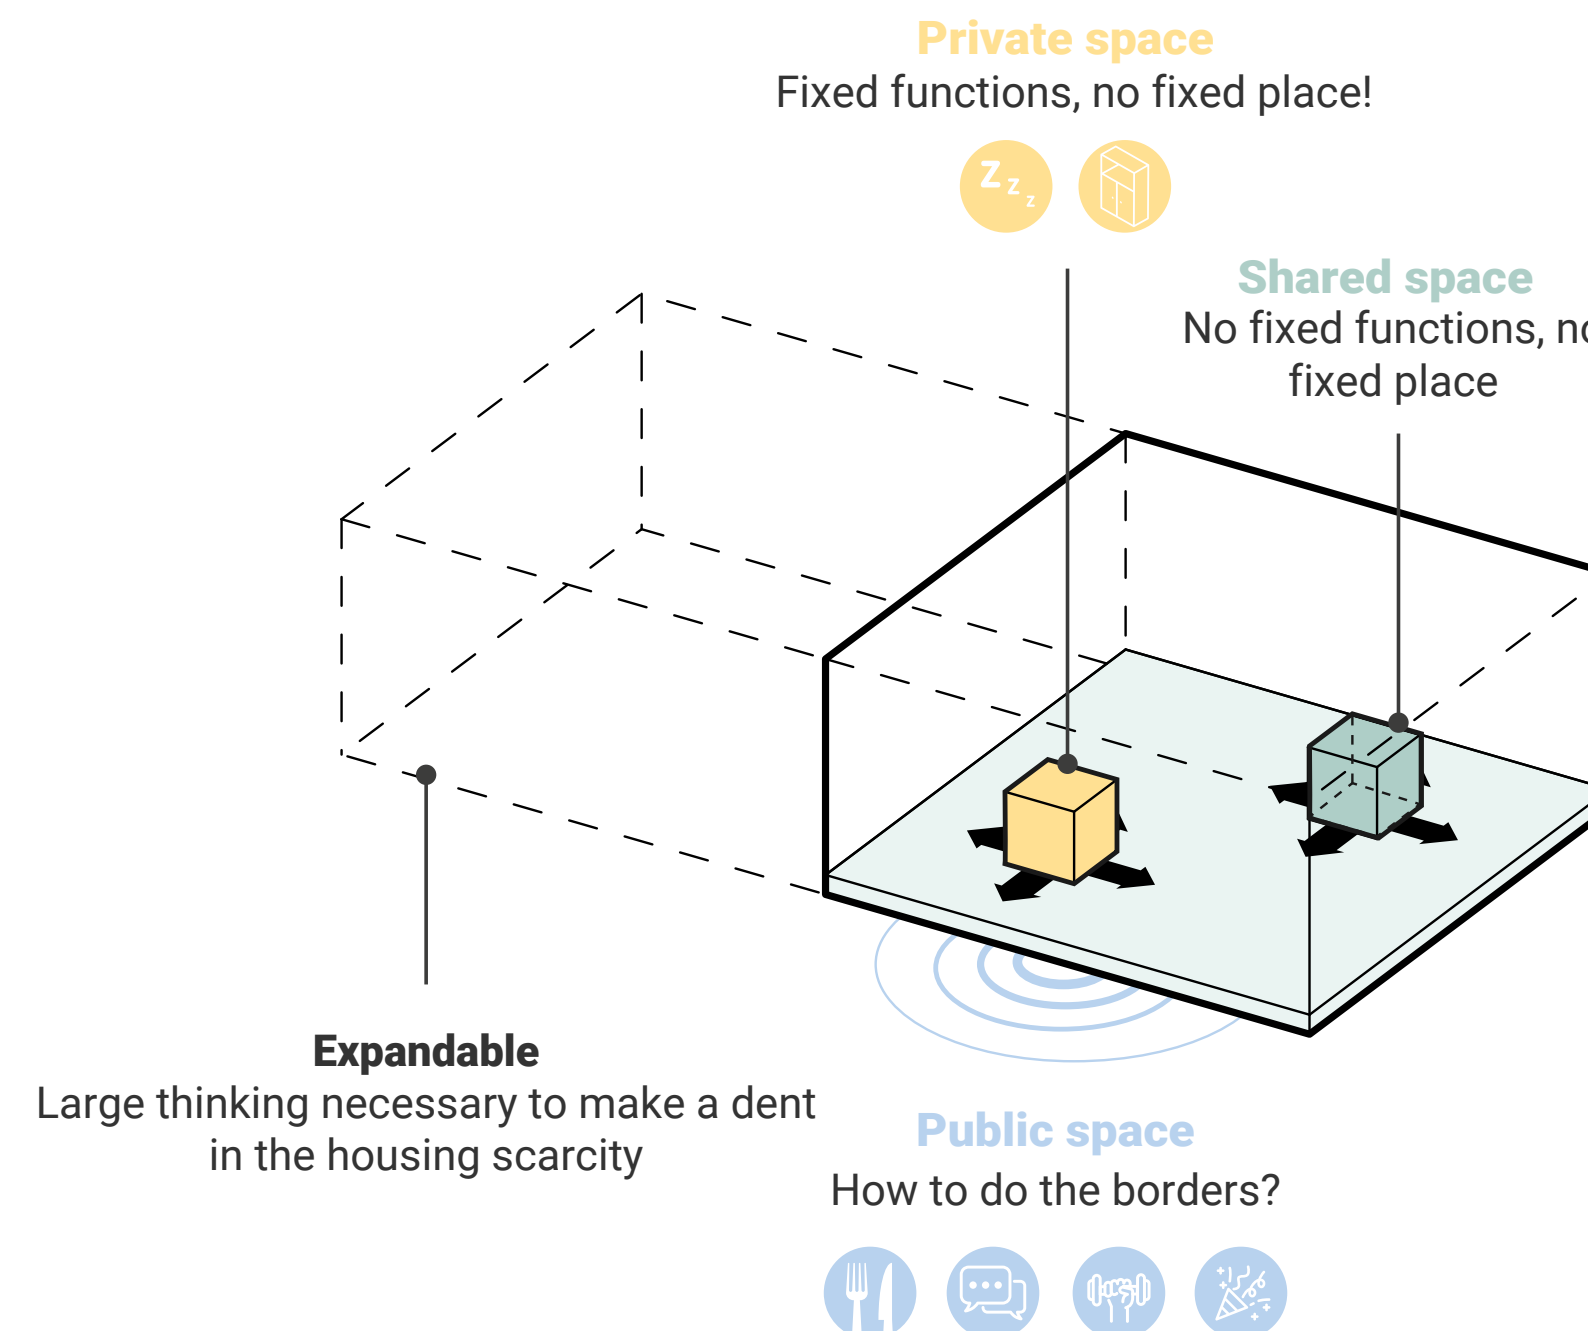 Private space
Fixed functions, no fixed place!
z z z
Shared space
No fixed functions, no
fixed place
Expandable
Large thinking necessary to make a dent
in the housing scarcity
Public space
How to do the borders?